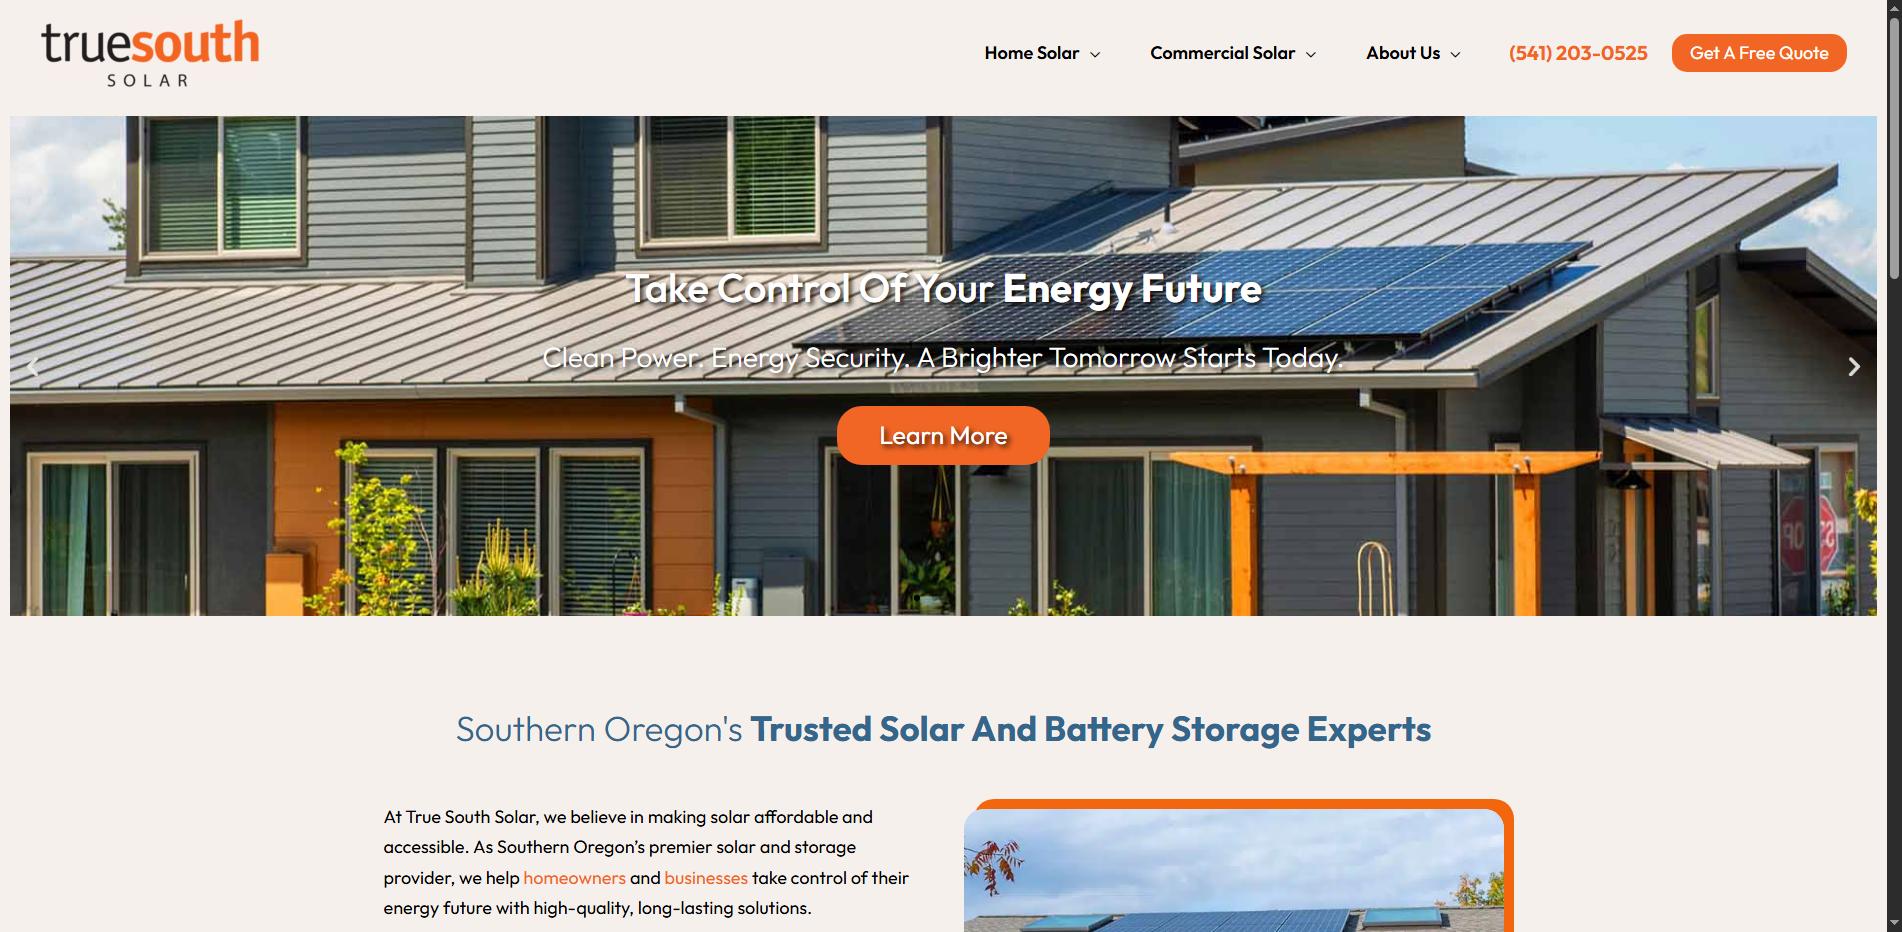 truesouth
SOLAR
Home Solar
Commercial Solar
About Us
(541) 203-0525
Get A Free Quote
Take Control Of Your Energy Future
Clean Power. Energy Security. A Brighter Tomorrow Starts Today.
Learn More
Southern Oregon's Trusted Solar And Battery Storage Experts
At True South Solar, we believe in making solar affordable and
accessible. As Southern Oregon’s premier solar and storage
provider, we help homeowners and businesses take control of their
energy future with high-quality, long-lasting solutions.